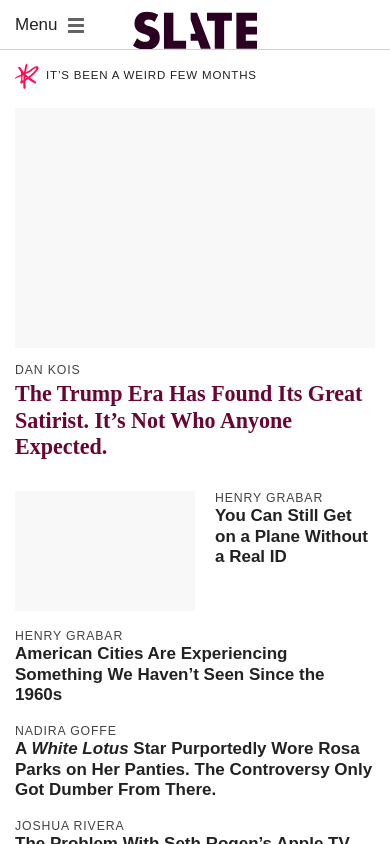 Menu
SLATE
IT’S BEEN A WEIRD FEW MONTHS
DAN KOIS
The Trump Era Has Found Its Great
Satirist. It’s Not Who Anyone
Expected.
HENRY GRABAR
You Can Still Get
on a Plane Without
a Real ID
HENRY GRABAR
American Cities Are Experiencing
Something We Haven’t Seen Since the
1960s
NADIRA GOFFE
A White Lotus Star Purportedly Wore Rosa
Parks on Her Panties. The Controversy Only
Got Dumber From There.
JOSHUA RIVERA
The Problem With Seth Rogen’s Apple TV